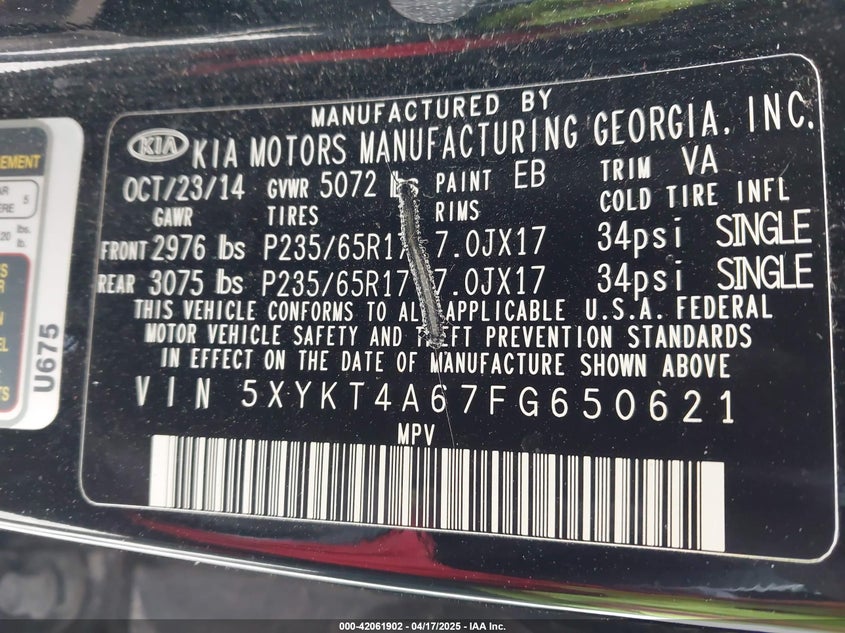 MANUFACTURED BY
KIA KIA MOTORS MANUFACTURING GEORGIA, INC.
OCT/23/14 GVWR 5072 lbs PAINT EB TRIM VA
GAWR TIRES RIMS COLD TIRE INFL
FRONT 2976 lbs P235/65R17 7.0JX17 34psi SINGLE
REAR 3075 lbs P235/65R17 7.0JX17 34psi SINGLE
THIS VEHICLE CONFORMS TO ALL APPLICABLE U.S.A. FEDERAL
MOTOR VEHICLE SAFETY AND THEFT PREVENTION STANDARDS
IN EFFECT ON THE DATE OF MANUFACTURE SHOWN ABOVE
VIN 5XYKT4A67FG650621
MPV
U675
000-42061902 - 04/17/2025 - IAA Inc.